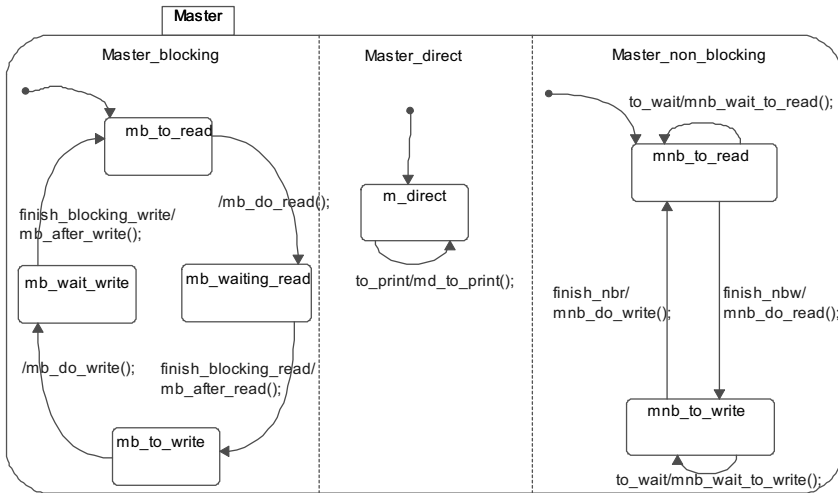 Master
Master_blocking
Master_direct
Master_non_blocking
mb_to_read
/mb_do_read();
finish_blocking_write/
mb_after_write();
mb_wait_write
mb_waiting_read
/mb_do_write();
finish_blocking_read/
mb_after_read();
mb_to_write
m_direct
to_print/md_to_print();
to_wait/mnb_wait_to_read();
mnb_to_read
finish_nbr/
mnb_do_write();
finish_nbw/
mnb_do_read();
mnb_to_write
to_wait/mnb_wait_to_write();